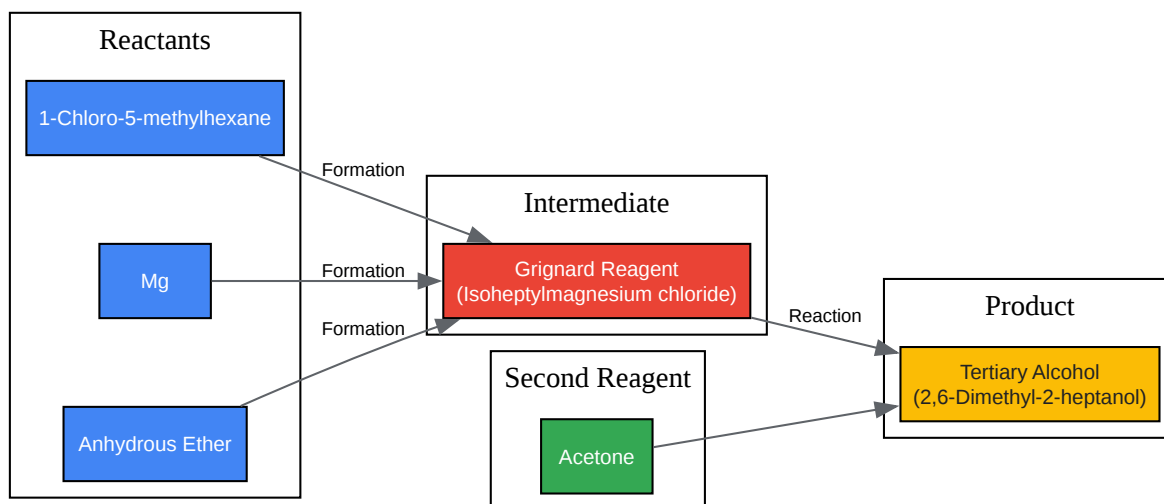 Reactants
1-Chloro-5-methylhexane
Formation
Mg
Formation
Anhydrous Ether
Formation
Intermediate
Grignard Reagent
(Isoheptylmagnesium chloride)
Reaction
Second Reagent
Acetone
Product
Tertiary Alcohol
(2,6-Dimethyl-2-heptanol)